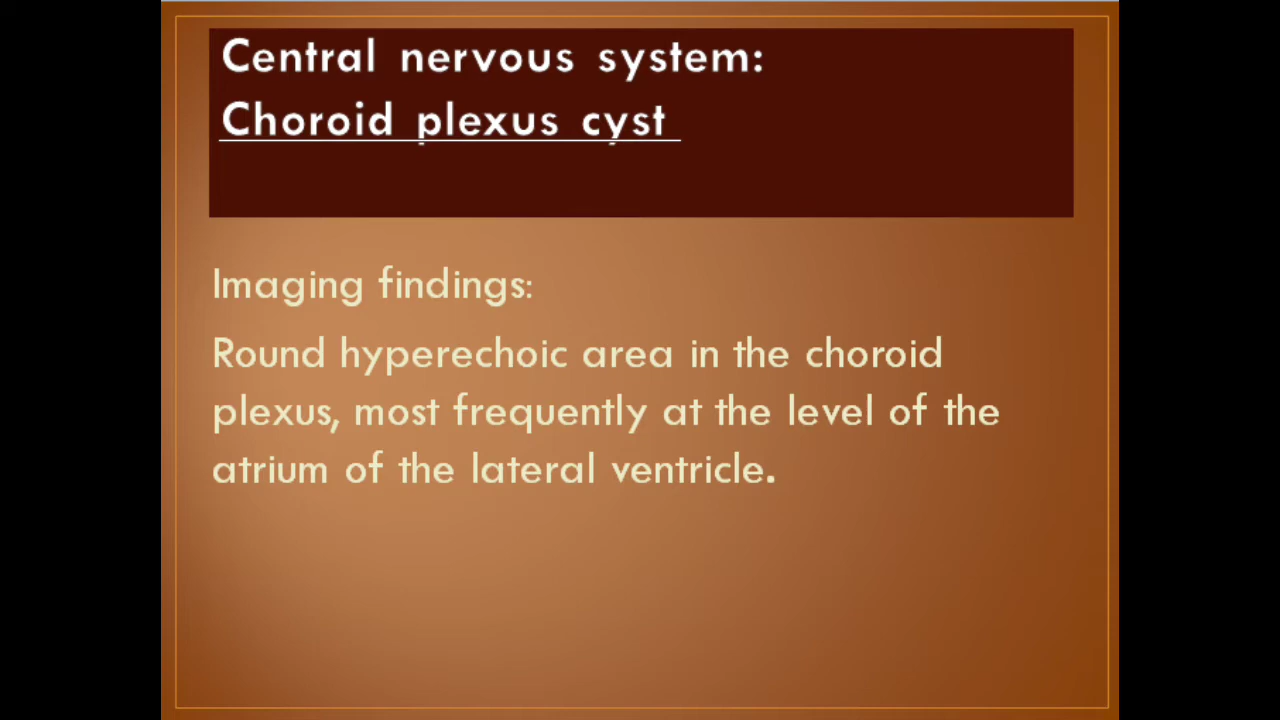 Central nervous system:
Choroid plexus cyst
Imaging findings:
Round hyperechoic area in the choroid
plexus, most frequently at the level of the
atrium of the lateral ventricle.